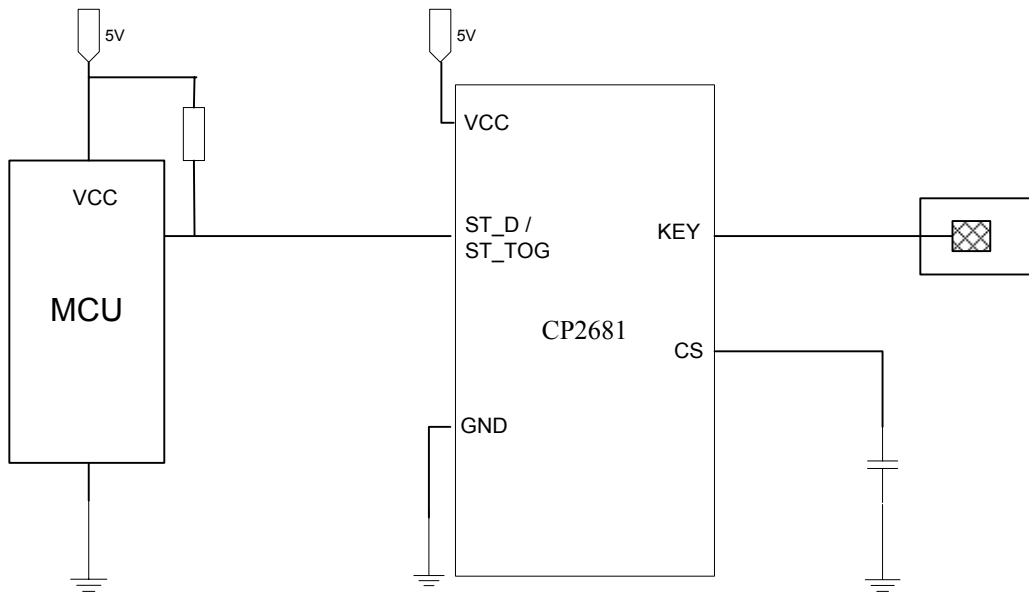 5V
5V
VCC
VCC
ST_D /
ST_TOG
KEY
MCU
CP2681
CS
GND